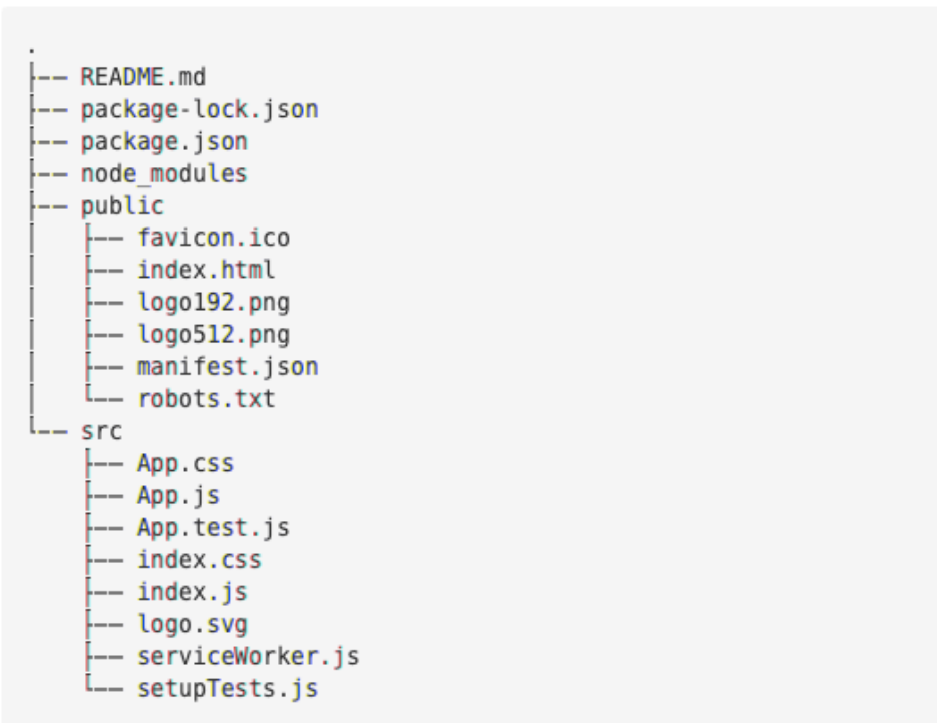 .
├── README.md
├── package-lock.json
├── package.json
├── node_modules
├── public
│   ├── favicon.ico
│   ├── index.html
│   ├── logo192.png
│   ├── logo512.png
│   ├── manifest.json
│   └── robots.txt
└── src
    ├── App.css
    ├── App.js
    ├── App.test.js
    ├── index.css
    ├── index.js
    ├── logo.svg
    ├── serviceWorker.js
    └── setupTests.js